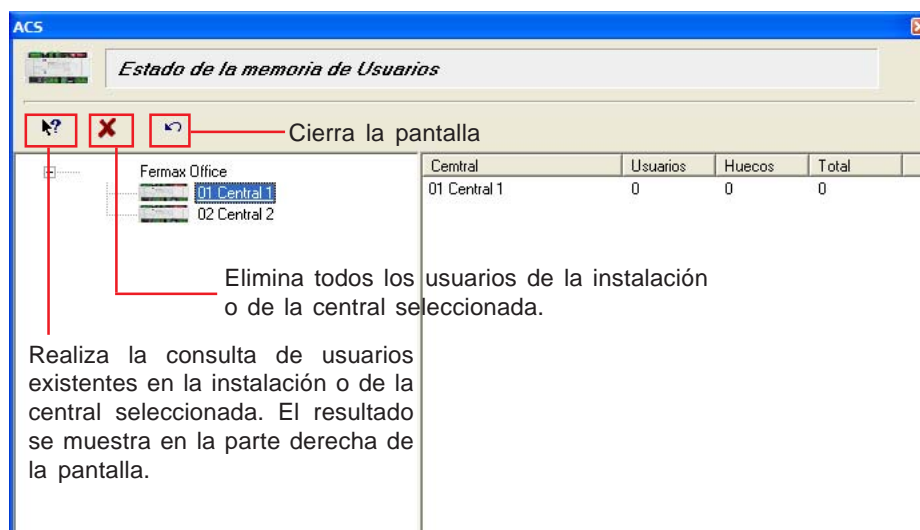 ACS
Estado de la memoria de Usuarios
Cierra la pantalla
Fermax Office
01 Central 1
02 Central 2
Cemtral Usuarios Huecos Total
01 Central 1 0 0 0
Elimina todos los usuarios de la instalación
o de la central seleccionada.
Realiza la consulta de usuarios
existentes en la instalación o de la
central seleccionada. El resultado
se muestra en la parte derecha de
la pantalla.